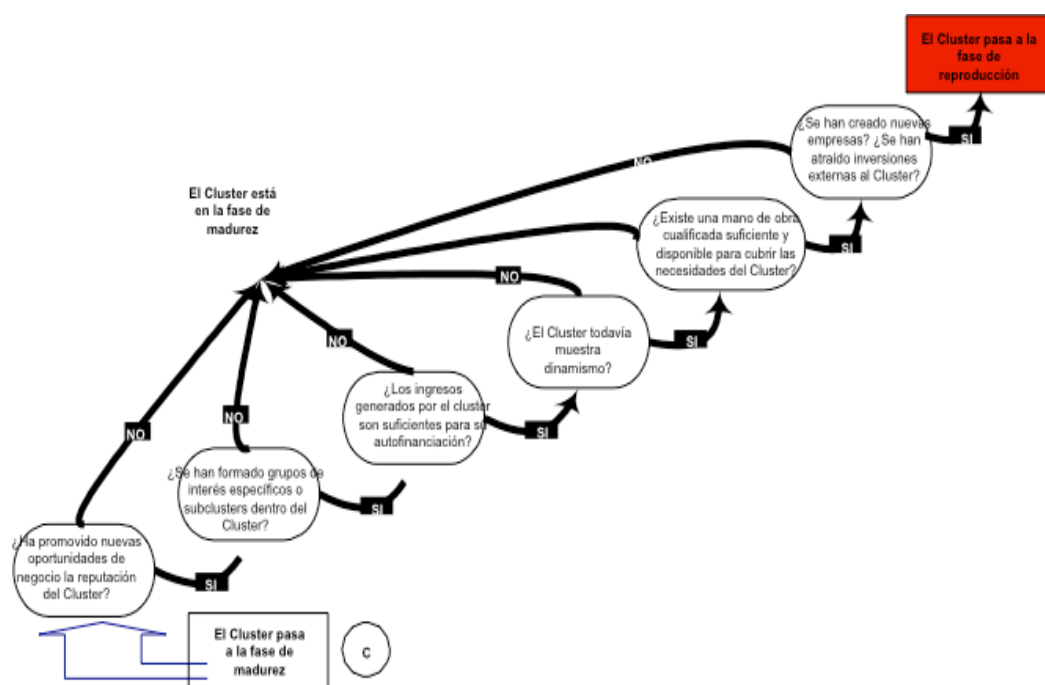 El Cluster pasa a la
fase de
reproducción
¿Se han creado nuevas
empresas? ¿Se han
atraído inversiones
externas al Cluster?
SI
NO
El Cluster está
en la fase de
madurez
¿Existe una mano de obra
cualificada suficiente y
disponible para cubrir las
necesidades del Cluster?
SI
NO
¿El Cluster todavía
muestra
dinamismo?
SI
NO
¿Los ingresos
generados por el cluster
son suficientes para su
autofinanciación?
SI
NO
¿Se han formado grupos de
interés específicos o
subclusters dentro del
Cluster?
SI
NO
¿Ha promovido nuevas
oportunidades de
negocio la reputación
del Cluster?
SI
El Cluster pasa
a la fase de
madurez
C